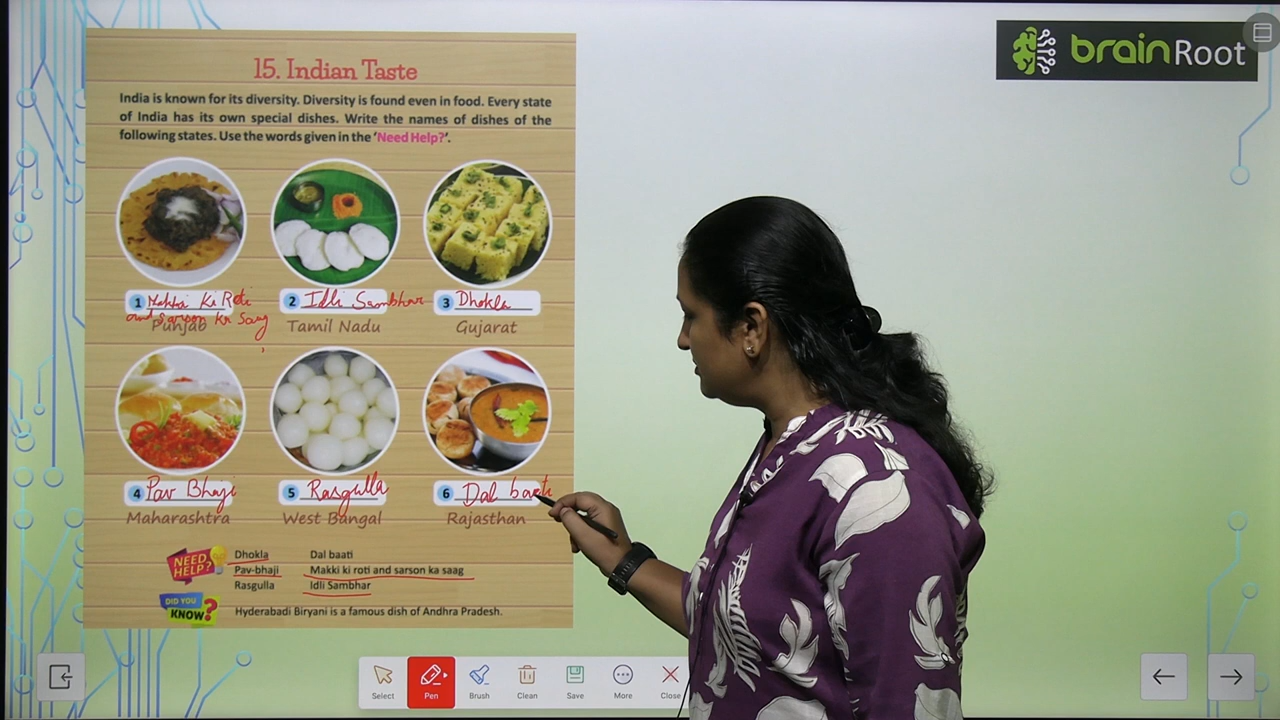 brainRoot
15. Indian Taste
India is known for its diversity. Diversity is found even in food. Every state
of India has its own special dishes. Write the names of dishes of the
following states. Use the words given in the 'Need Help?'.
1 Makka Ki Roti
and sarson ka saag
Punjab
2 Idli Sambhar
Tamil Nadu
3 Dhokla
Gujarat
4 Pav Bhaji
Maharashtra
5 Rasgulla
West Bangal
6 Dal baati
Rajasthan
NEED HELP?
Dhokla Dal baati
Pav-bhaji Makki ki roti and sarson ka saag
Rasgulla Idli Sambhar
DID YOU KNOW?
Hyderabadi Biryani is a famous dish of Andhra Pradesh.
Select Pen Brush Clean Save More Close